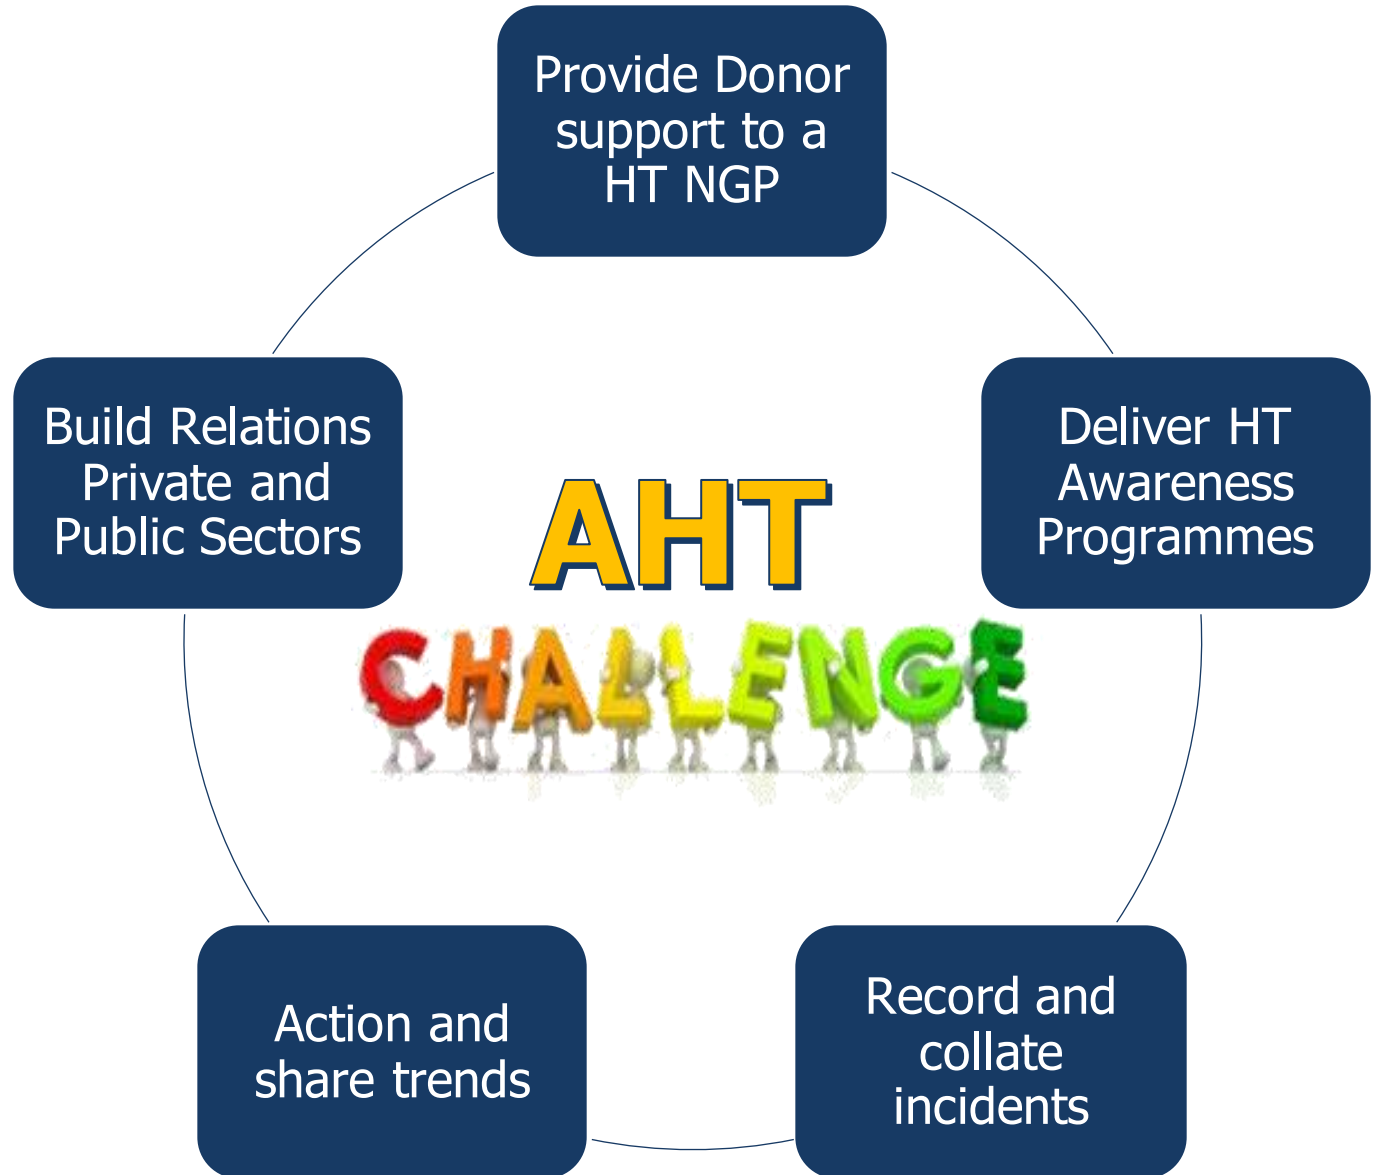 Provide Donor
support to a
HT NGP
Build Relations
Private and
Public Sectors
Deliver HT
Awareness
Programmes
AHT
CHALLENGE
Action and
share trends
Record and
collate
incidents